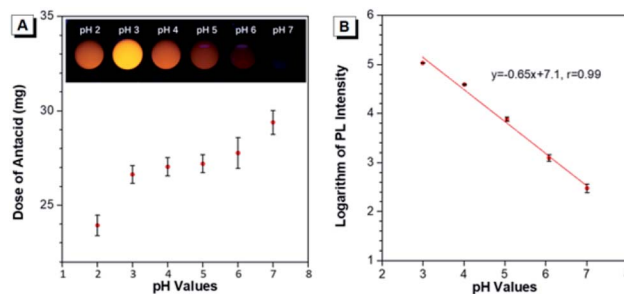 A
pH 2 pH 3 pH 4 pH 5 pH 6 pH 7
Dose of Antacid (mg)
35
30
25
1 2 3 4 5 6 7 8
pH Values
B
y=-0.65x+7.1, r=0.99
Logarithm of PL Intensity
6
5
4
3
2
1
2 3 4 5 6 7 8
pH Values